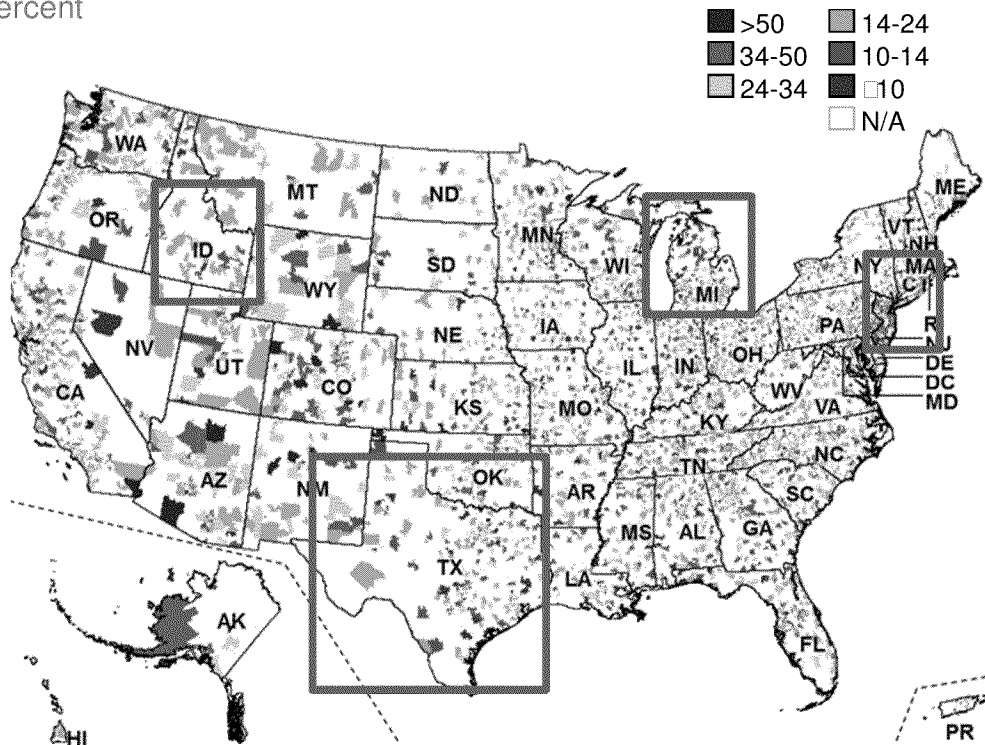 ercent
>50 14-24
34-50 10-14
24-34 □10
N/A
WA
MT
ND
ME
OR
ID
MN
VT
NH
SD
WI
NY
MA
CT
WY
MI
R
NV
NE
IA
PA
NJ
UT
CO
IL
IN
OH
DE
DC
CA
KS
MO
WV
VA
MD
KY
AZ
NM
OK
TN
NC
AR
SC
TX
MS
AL
GA
LA
AK
FL
HI
PR